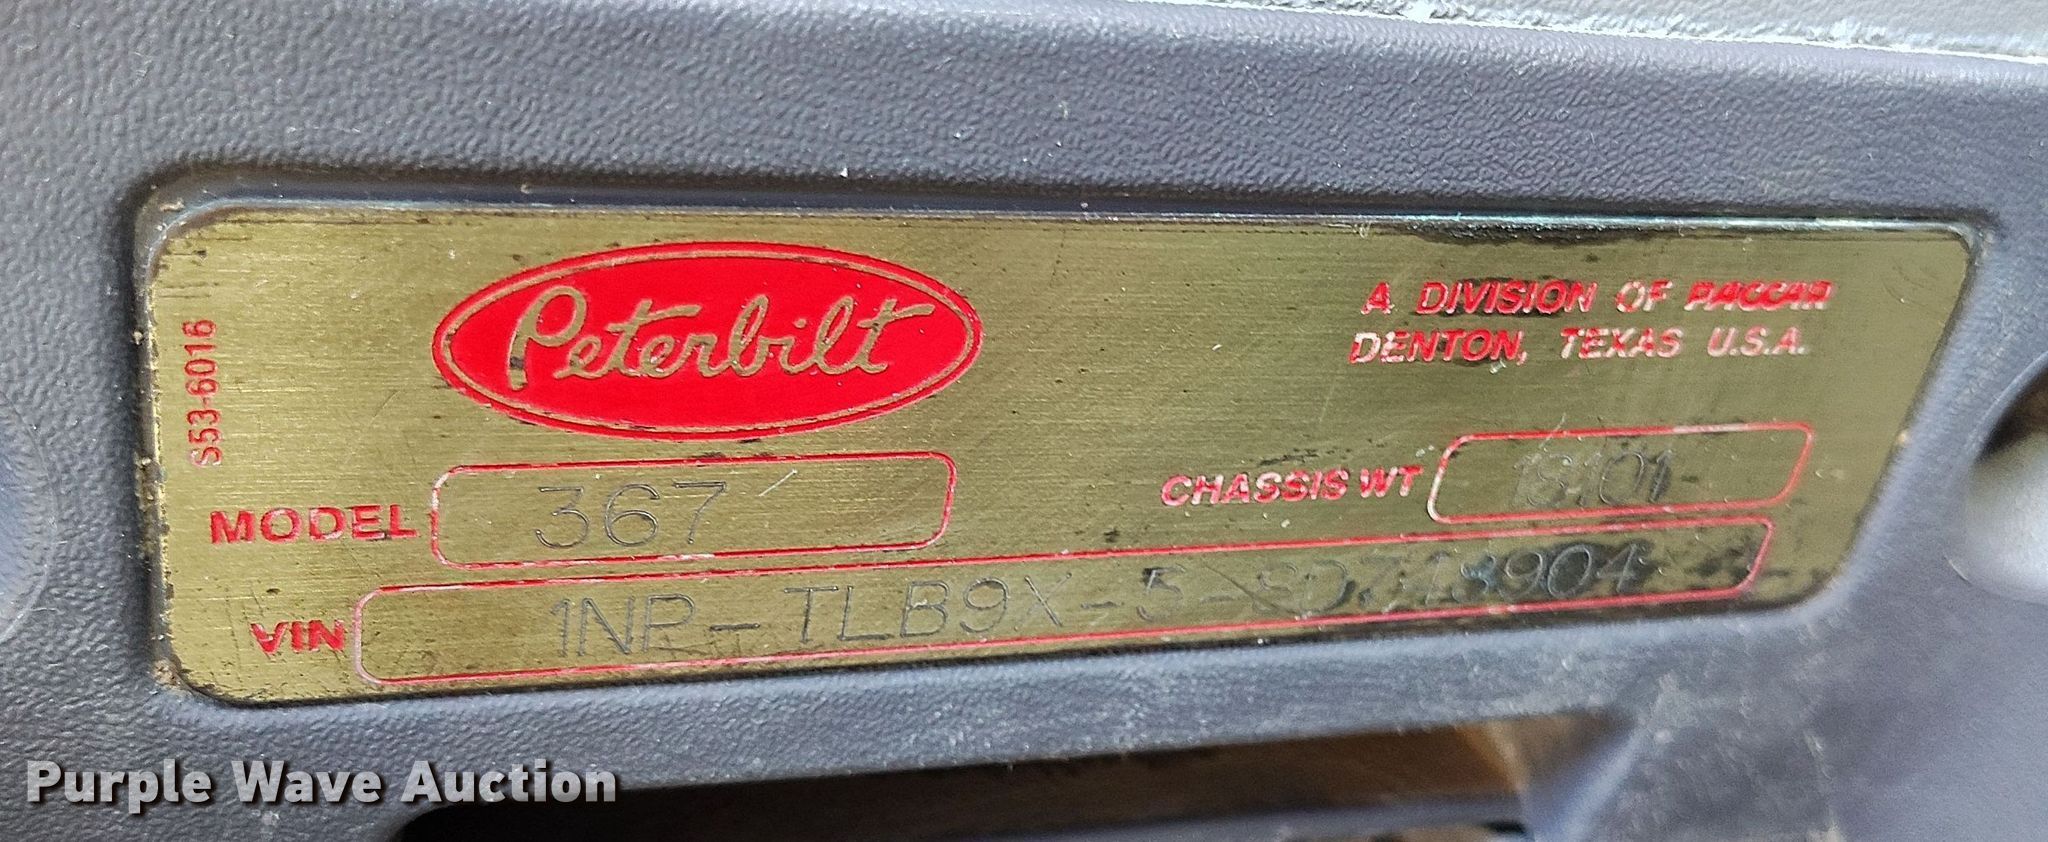 Peterbilt
A DIVISION OF PACCAR
DENTON, TEXAS U.S.A.
S53-6016
MODEL 367
CHASSIS WT
VIN 1NP-TLB9X-5-8D748904
Purple Wave Auction